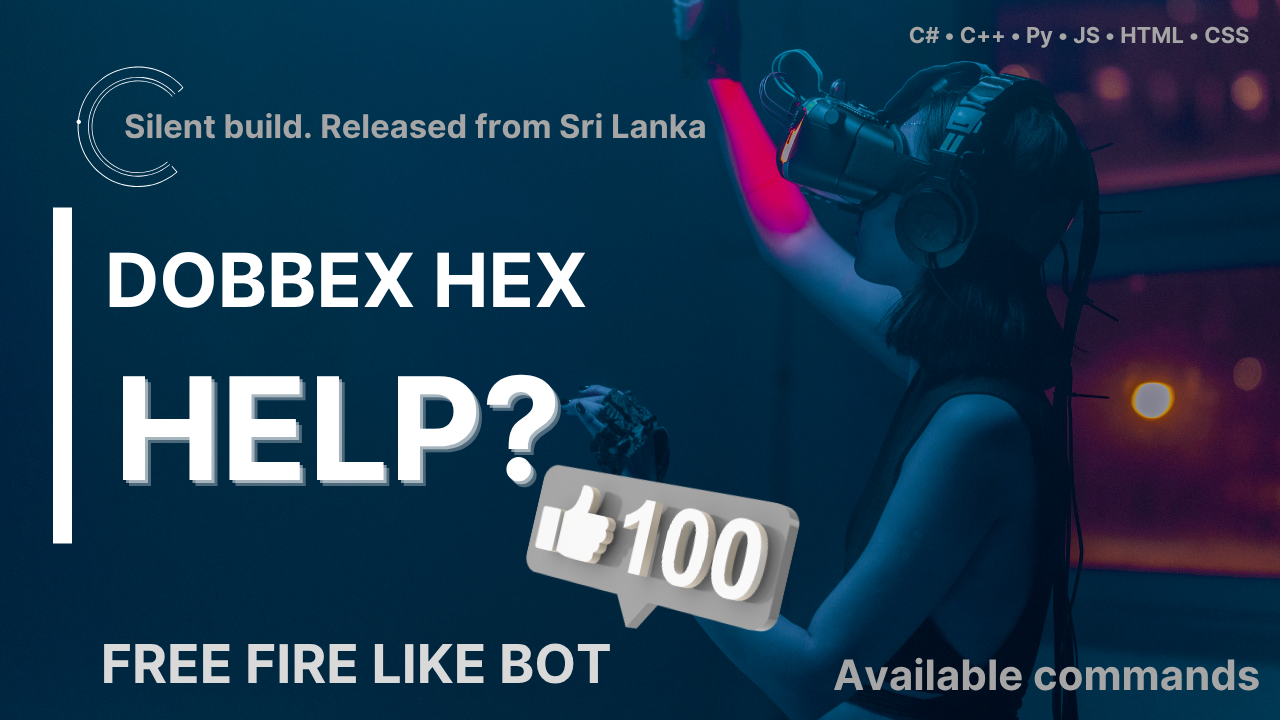 C# • C++ • Py • JS • HTML • CSS
Silent build. Released from Sri Lanka
DOBBEX HEX
HELP?
100
FREE FIRE LIKE BOT
Available commands